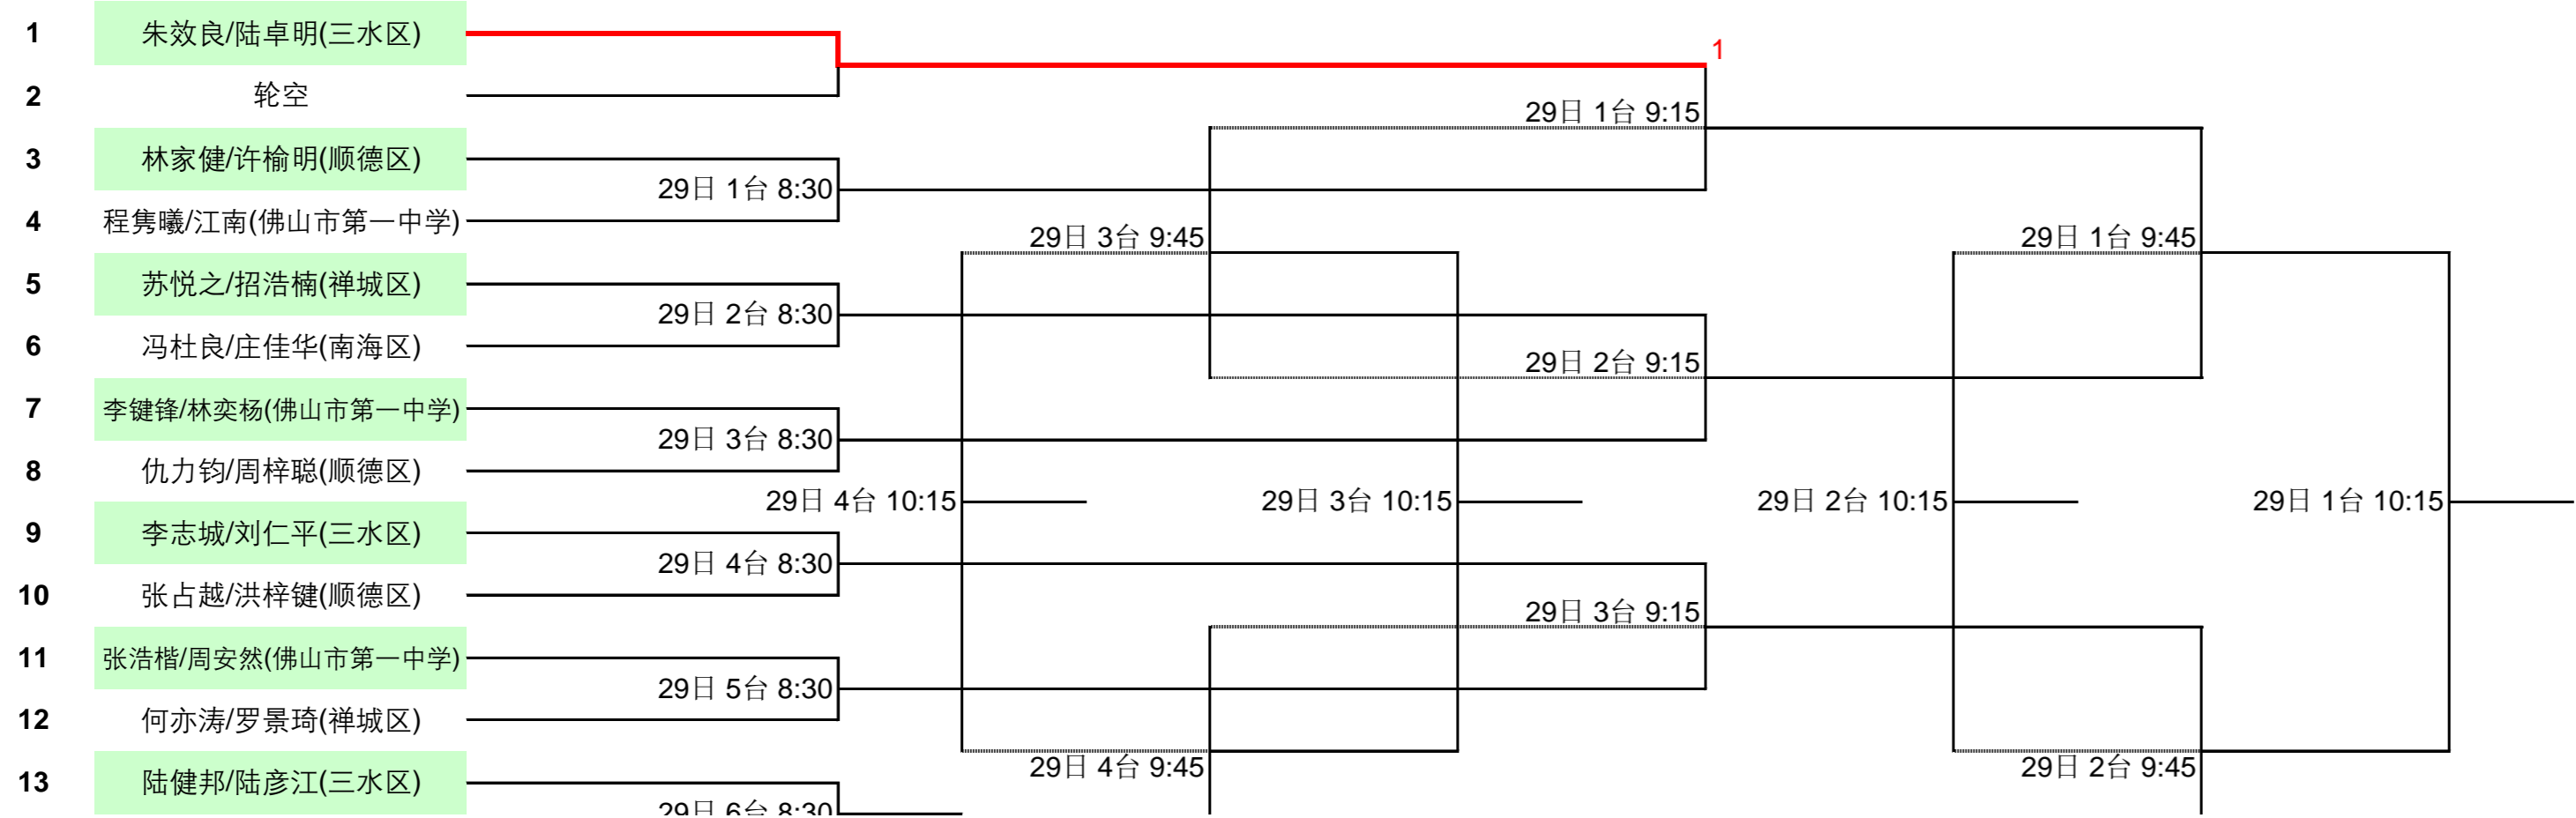 1 朱效良/陆卓明(三水区)
1
2 轮空
29日 1台 9:15
3 林家健/许榆明(顺德区)
29日 1台 8:30
4 程隽曦/江南(佛山市第一中学)
29日 3台 9:45
29日 1台 9:45
5 苏悦之/招浩楠(禅城区)
29日 2台 8:30
6 冯杜良/庄佳华(南海区)
29日 2台 9:15
7 李键锋/林奕杨(佛山市第一中学)
29日 3台 8:30
8 仇力钧/周梓聪(顺德区)
29日 4台 10:15
29日 3台 10:15
29日 2台 10:15
29日 1台 10:15
9 李志城/刘仁平(三水区)
29日 4台 8:30
10 张占越/洪梓键(顺德区)
29日 3台 9:15
11 张浩楷/周安然(佛山市第一中学)
29日 5台 8:30
12 何亦涛/罗景琦(禅城区)
29日 4台 9:45
29日 2台 9:45
13 陆健邦/陆彦江(三水区)
29日 6台 8:30